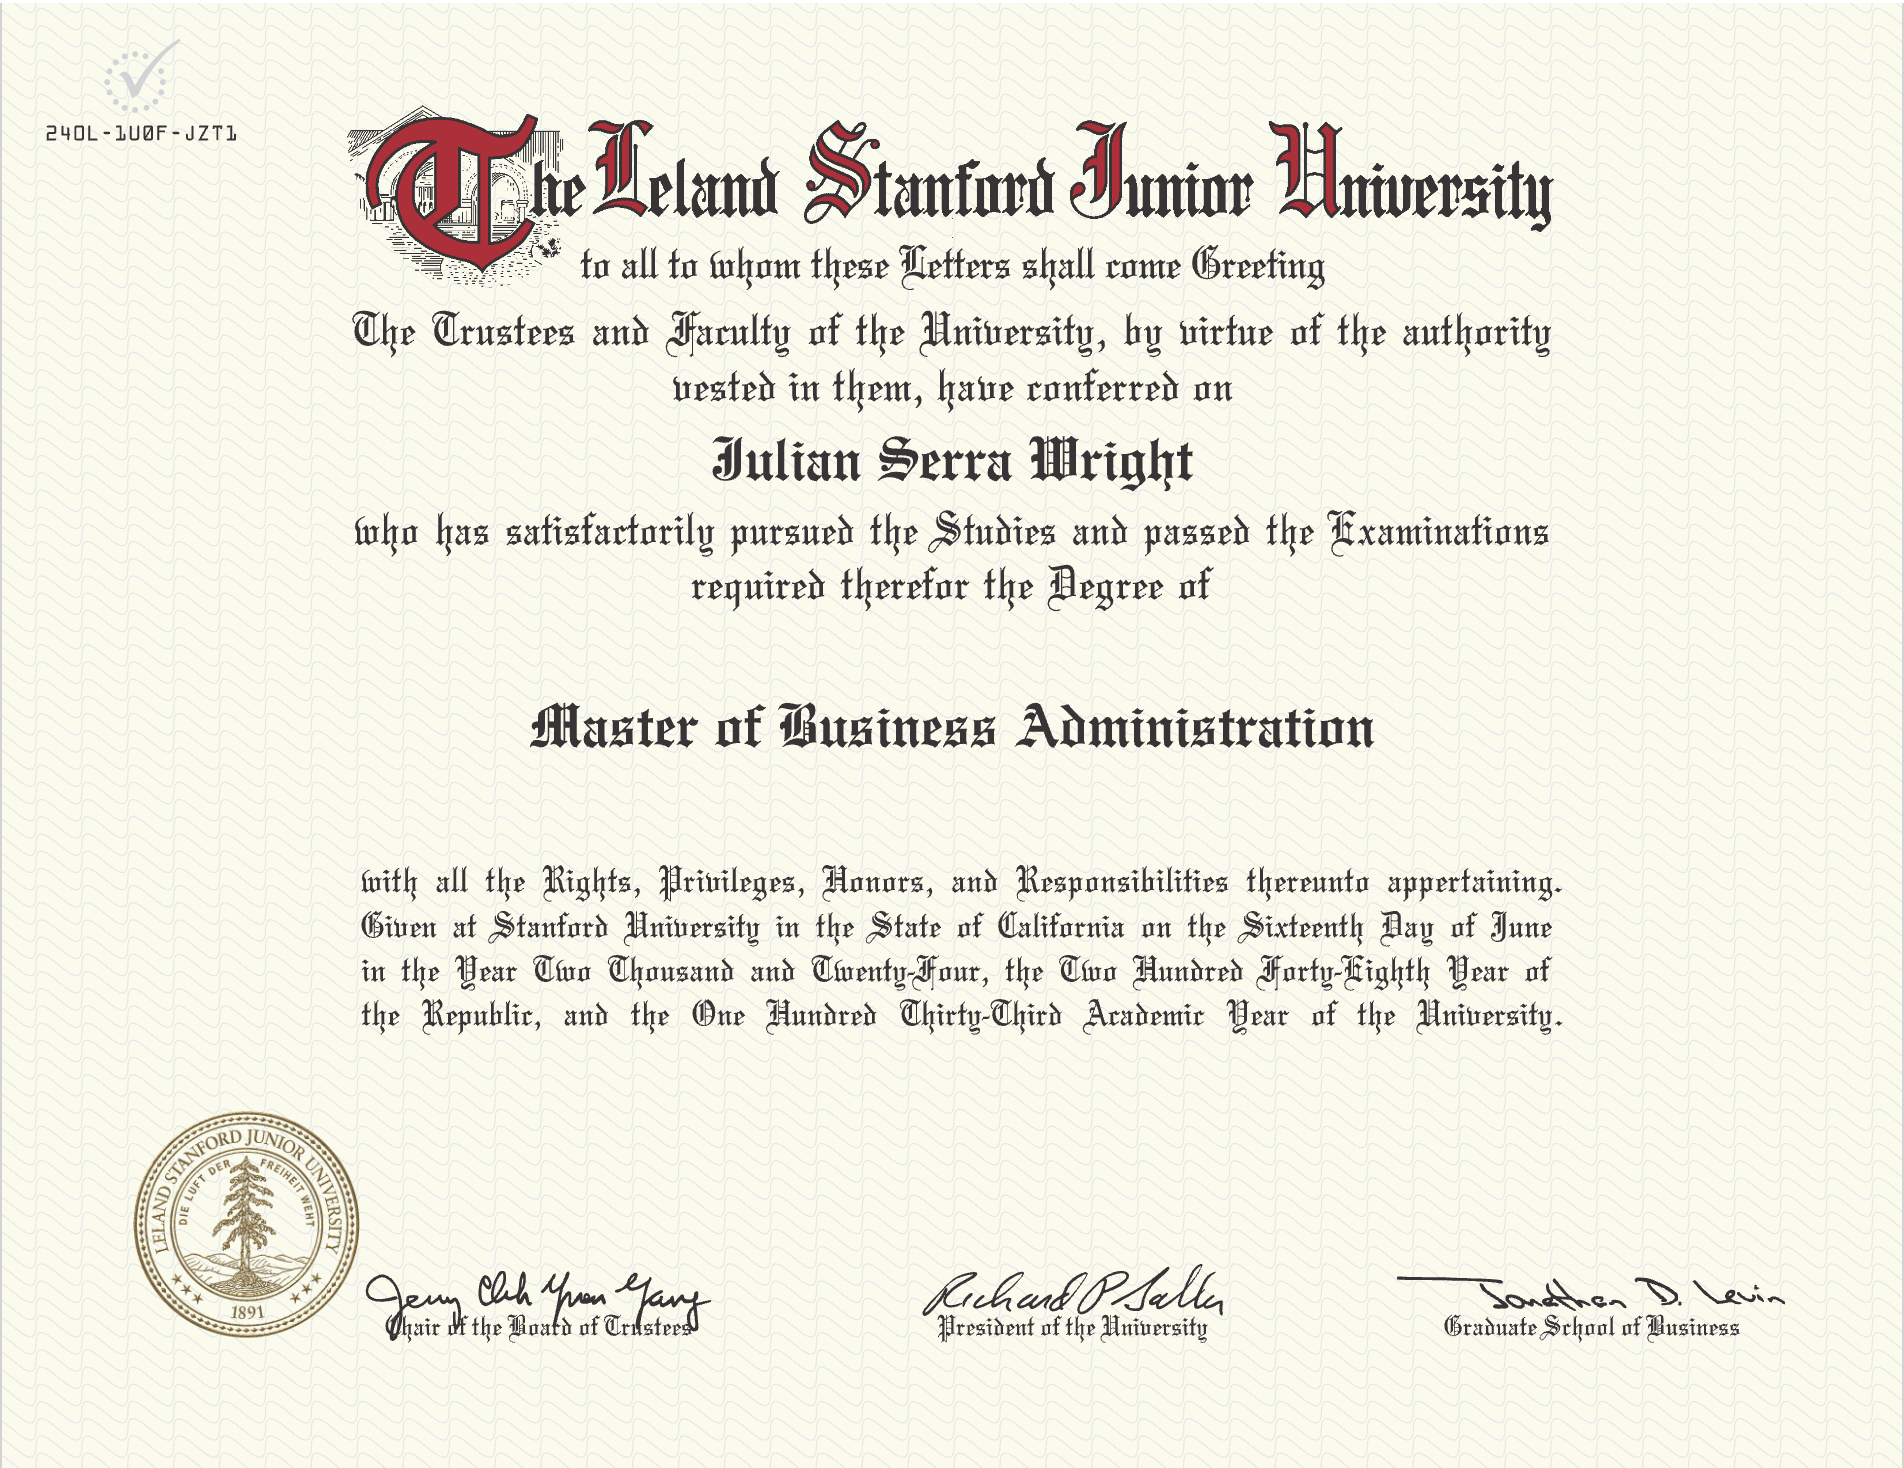 240L-1U0F-JZT1
The Leland Stanford Junior University
to all to whom these Letters shall come Greeting
The Trustees and Faculty of the University, by virtue of the authority
vested in them, have conferred on
Julian Serra Wright
who has satisfactorily pursued the Studies and passed the Examinations
required therefor the Degree of
Master of Business Administration
with all the Rights, Privileges, Honors, and Responsibilities thereunto appertaining.
Given at Stanford University in the State of California on the Sixteenth Day of June
in the Year Two Thousand and Twenty-Four, the Two Hundred Forty-Eighth Year of
the Republic, and the One Hundred Thirty-Third Academic Year of the University.
LELAND STANFORD JUNIOR UNIVERSITY
DIE LUFT DER FREIHEIT WEHT
1891
Jerry Chih Yuan Yang
Chair of the Board of Trustees
Richard P Saller
President of the University
Jonathan D. Levin
Graduate School of Business